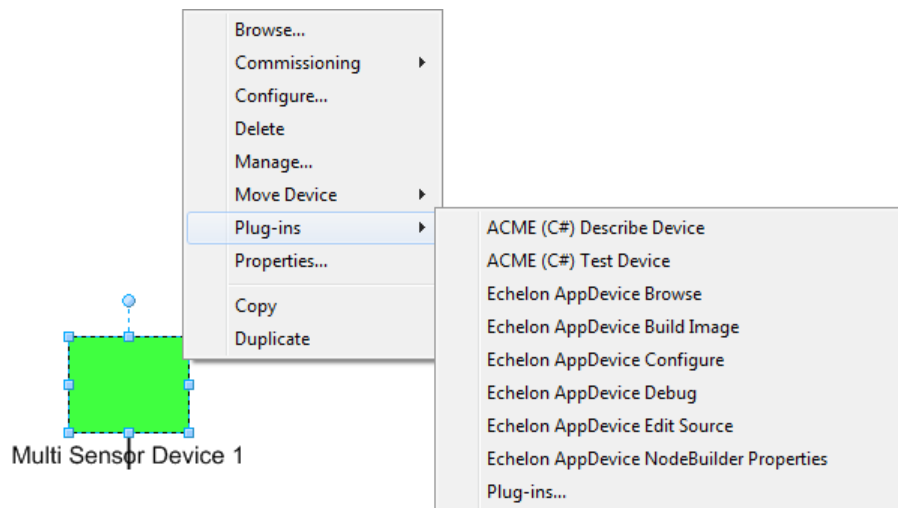 Browse...
Commissioning
Configure...
Delete
Manage...
Move Device
Plug-ins
Properties...
Copy
Duplicate
ACME (C#) Describe Device
ACME (C#) Test Device
Echelon AppDevice Browse
Echelon AppDevice Build Image
Echelon AppDevice Configure
Echelon AppDevice Debug
Echelon AppDevice Edit Source
Echelon AppDevice NodeBuilder Properties
Plug-ins...
Multi Sensor Device 1